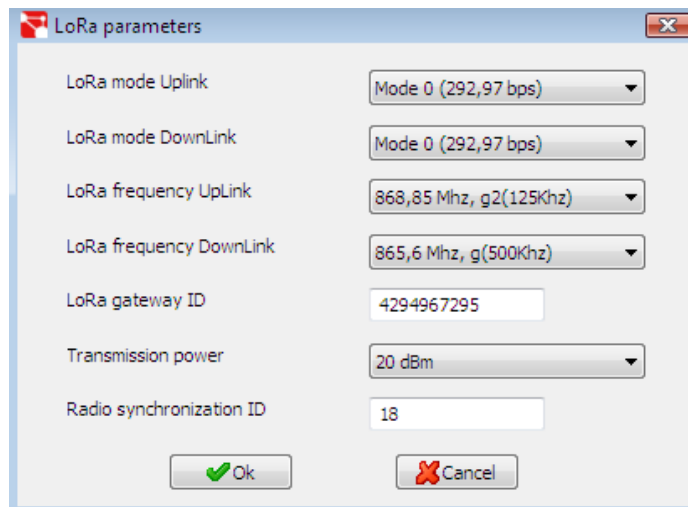 LoRa parameters
LoRa mode Uplink Mode 0 (292,97 bps)
LoRa mode DownLink Mode 0 (292,97 bps)
LoRa frequency UpLink 868,85 Mhz, g2(125Khz)
LoRa frequency DownLink 865,6 Mhz, g(500Khz)
LoRa gateway ID 4294967295
Transmission power 20 dBm
Radio synchronization ID 18
Ok Cancel